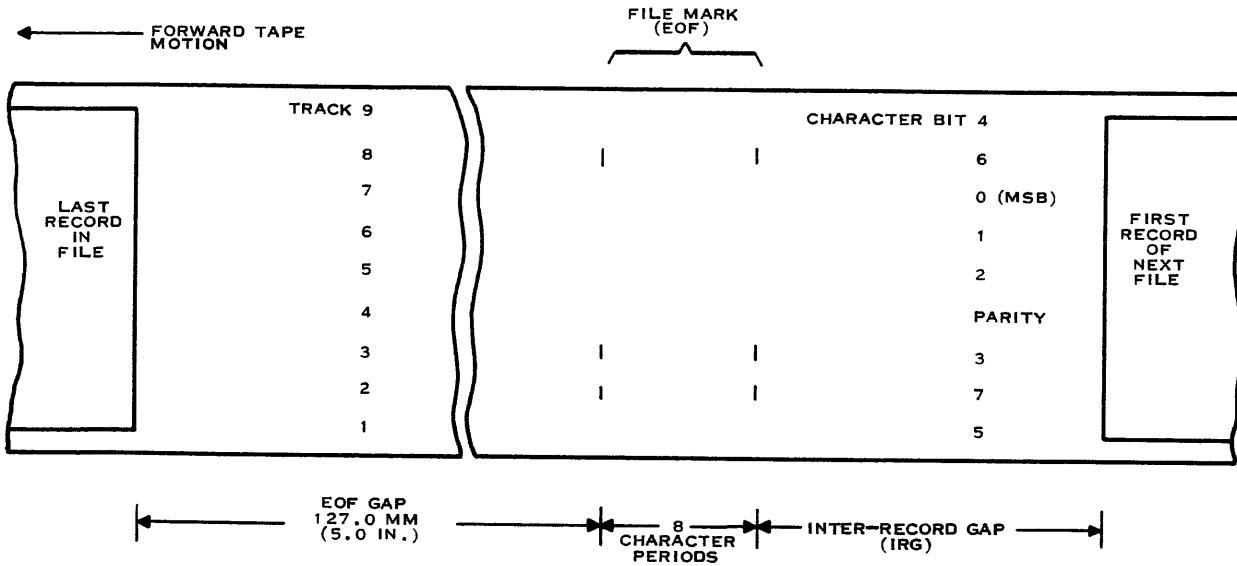 FILE MARK
(EOF)
FORWARD TAPE
MOTION
TRACK 9
CHARACTER BIT 4
8
6
7
0 (MSB)
LAST
RECORD
IN
FILE
FIRST
RECORD
OF
NEXT
FILE
6
1
5
2
4
PARITY
3
3
2
7
1
5
EOF GAP
127.0 MM
(5.0 IN.)
8
CHARACTER
PERIODS
INTER-RECORD GAP
(IRG)